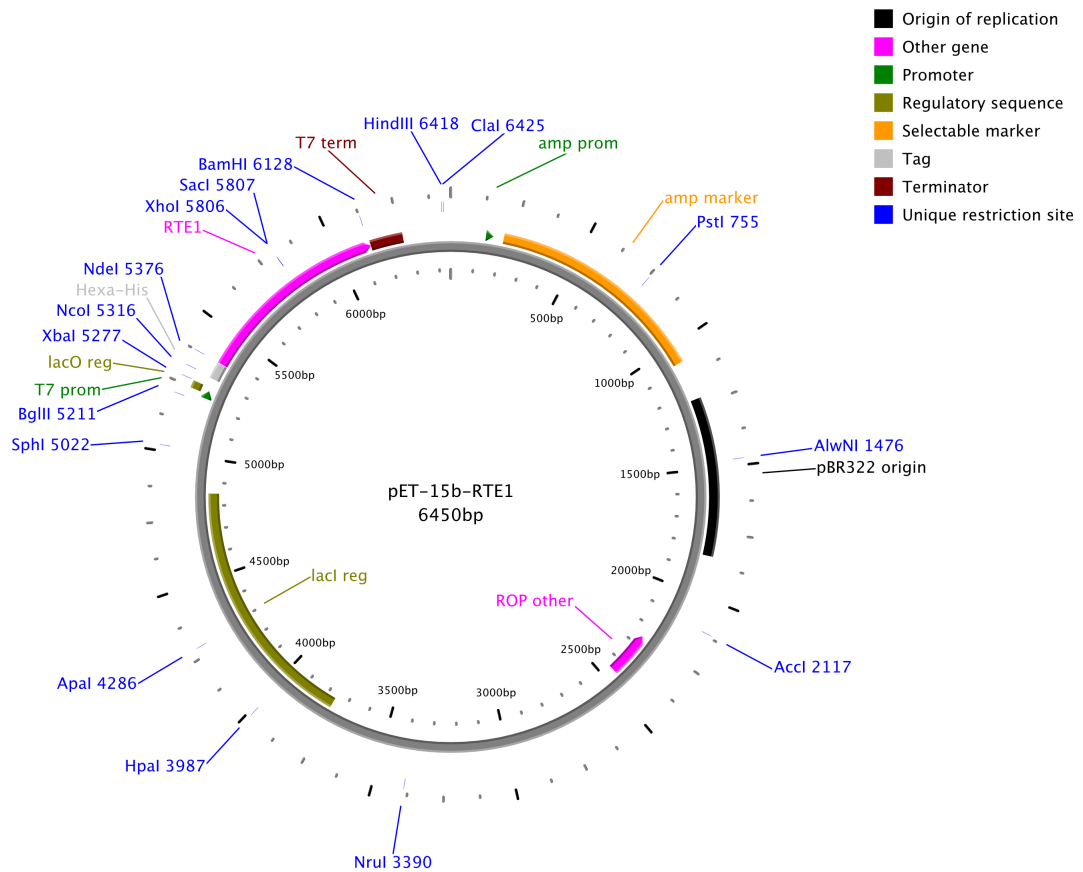 Origin of replication
Other gene
Promoter
Regulatory sequence
Selectable marker
Tag
Terminator
Unique restriction site
HindIII 6418
ClaI 6425
T7 term
amp prom
BamHI 6128
SacI 5807
XhoI 5806
RTE1
amp marker
PstI 755
NdeI 5376
Hexa-His
NcoI 5316
XbaI 5277
lacO reg
T7 prom
BglII 5211
SphI 5022
6000bp
500bp
5500bp
1000bp
5000bp
1500bp
AlwNI 1476
pBR322 origin
pET-15b-RTE1
6450bp
4500bp
lacI reg
2000bp
ROP other
4000bp
2500bp
3500bp
3000bp
AccI 2117
ApaI 4286
HpaI 3987
NruI 3390